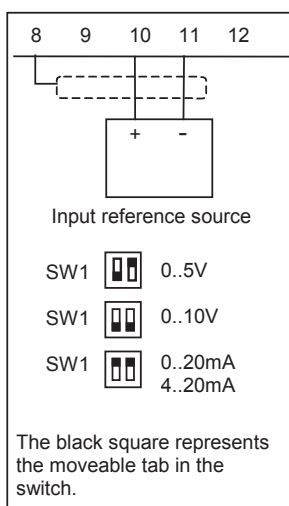 8 9 10 11 12
+ -
Input reference source
SW1 0..5V
SW1 0..10V
SW1 0..20mA
4..20mA
The black square represents
the moveable tab in the
switch.